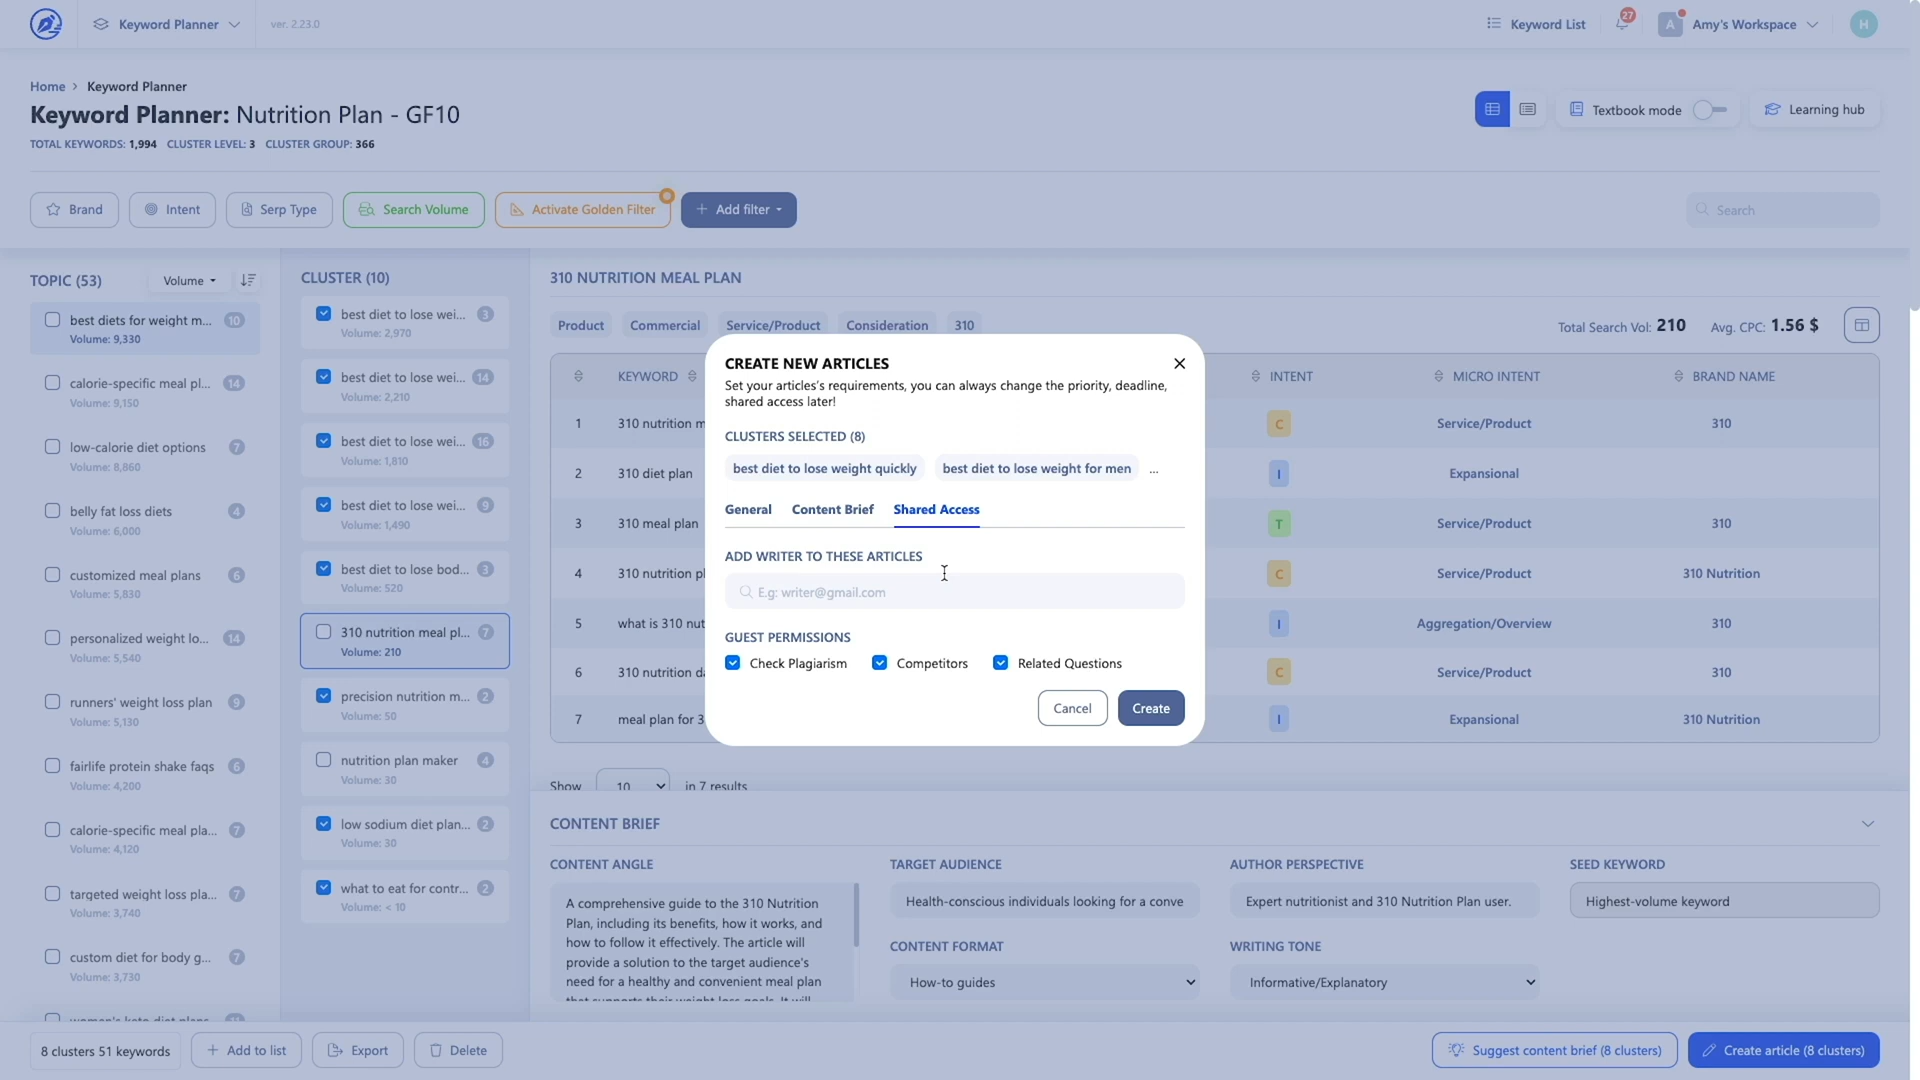 Keyword Planner
ver. 2.23.0
Keyword List
27
A
Amy's Workspace
H
Home > Keyword Planner
Keyword Planner: Nutrition Plan - GF10
TOTAL KEYWORDS: 1,994 CLUSTER LEVEL: 3 CLUSTER GROUP: 366
Textbook mode
Learning hub
Brand
Intent
Serp Type
Search Volume
Activate Golden Filter
+ Add filter
Search
TOPIC (53)
Volume
best diets for weight m... 10
Volume: 9,330
calorie-specific meal pl... 14
Volume: 9,150
low-calorie diet options 7
Volume: 8,860
belly fat loss diets 4
Volume: 6,000
customized meal plans 6
Volume: 5,830
personalized weight lo... 14
Volume: 5,540
runners' weight loss plan 9
Volume: 5,130
fairlife protein shake faqs 6
Volume: 4,200
calorie-specific meal pla... 7
Volume: 4,120
targeted weight loss pla... 7
Volume: 3,740
custom diet for body g... 7
Volume: 3,730
women's keto diet plans
CLUSTER (10)
best diet to lose wei... 3
Volume: 2,970
best diet to lose wei... 14
Volume: 2,210
best diet to lose wei... 16
Volume: 1,810
best diet to lose wei... 9
Volume: 1,490
best diet to lose bod... 3
Volume: 520
310 nutrition meal pl... 7
Volume: 210
precision nutrition m... 2
Volume: 50
nutrition plan maker 4
Volume: 30
low sodium diet plan... 2
Volume: 30
what to eat for contr... 2
Volume: < 10
310 NUTRITION MEAL PLAN
Product Commercial Service/Product Consideration 310
Total Search Vol: 210 Avg. CPC: 1.56 $
KEYWORD INTENT MICRO INTENT BRAND NAME
1 310 nutrition m C Service/Product 310
2 310 diet plan I Expansional
3 310 meal plan T Service/Product 310
4 310 nutrition pl C Service/Product 310 Nutrition
5 what is 310 nut I Aggregation/Overview 310
6 310 nutrition da C Service/Product 310
7 meal plan for 3 I Expansional 310 Nutrition
Show 10 in 7 results
CREATE NEW ARTICLES
Set your articles's requirements, you can always change the priority, deadline,
shared access later!
CLUSTERS SELECTED (8)
best diet to lose weight quickly best diet to lose weight for men ...
General Content Brief Shared Access
ADD WRITER TO THESE ARTICLES
E.g: writer@gmail.com
GUEST PERMISSIONS
Check Plagiarism Competitors Related Questions
Cancel Create
CONTENT BRIEF
CONTENT ANGLE
A comprehensive guide to the 310 Nutrition
Plan, including its benefits, how it works, and
how to follow it effectively. The article will
provide a solution to the target audience's
need for a healthy and convenient meal plan
that supports their weight loss goals. It will
TARGET AUDIENCE
Health-conscious individuals looking for a conve
CONTENT FORMAT
How-to guides
AUTHOR PERSPECTIVE
Expert nutritionist and 310 Nutrition Plan user.
WRITING TONE
Informative/Explanatory
SEED KEYWORD
Highest-volume keyword
8 clusters 51 keywords
+ Add to list
Export
Delete
Suggest content brief (8 clusters)
Create article (8 clusters)